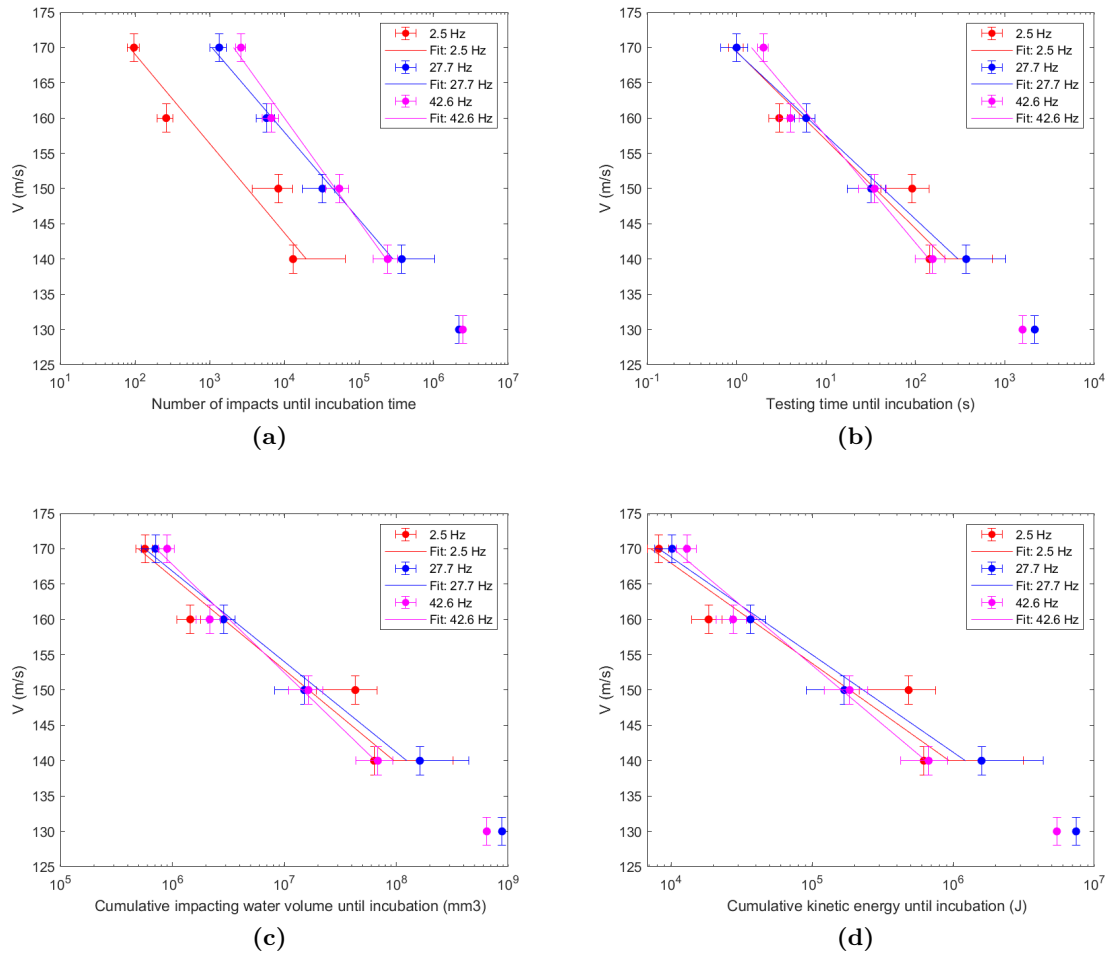 175
170
165
160
155
150
145
140
135
130
125
V (m/s)
10^1
10^2
10^3
10^4
10^5
10^6
10^7
Number of impacts until incubation time
2.5 Hz
Fit: 2.5 Hz
27.7 Hz
Fit: 27.7 Hz
42.6 Hz
Fit: 42.6 Hz
(a)
175
170
165
160
155
150
145
140
135
130
125
V (m/s)
10^-1
10^0
10^1
10^2
10^3
10^4
Testing time until incubation (s)
2.5 Hz
Fit: 2.5 Hz
27.7 Hz
Fit: 27.7 Hz
42.6 Hz
Fit: 42.6 Hz
(b)
175
170
165
160
155
150
145
140
135
130
125
V (m/s)
10^5
10^6
10^7
10^8
10^9
Cumulative impacting water volume until incubation (mm3)
2.5 Hz
Fit: 2.5 Hz
27.7 Hz
Fit: 27.7 Hz
42.6 Hz
Fit: 42.6 Hz
(c)
175
170
165
160
155
150
145
140
135
130
125
V (m/s)
10^4
10^5
10^6
10^7
Cumulative kinetic energy until incubation (J)
2.5 Hz
Fit: 2.5 Hz
27.7 Hz
Fit: 27.7 Hz
42.6 Hz
Fit: 42.6 Hz
(d)